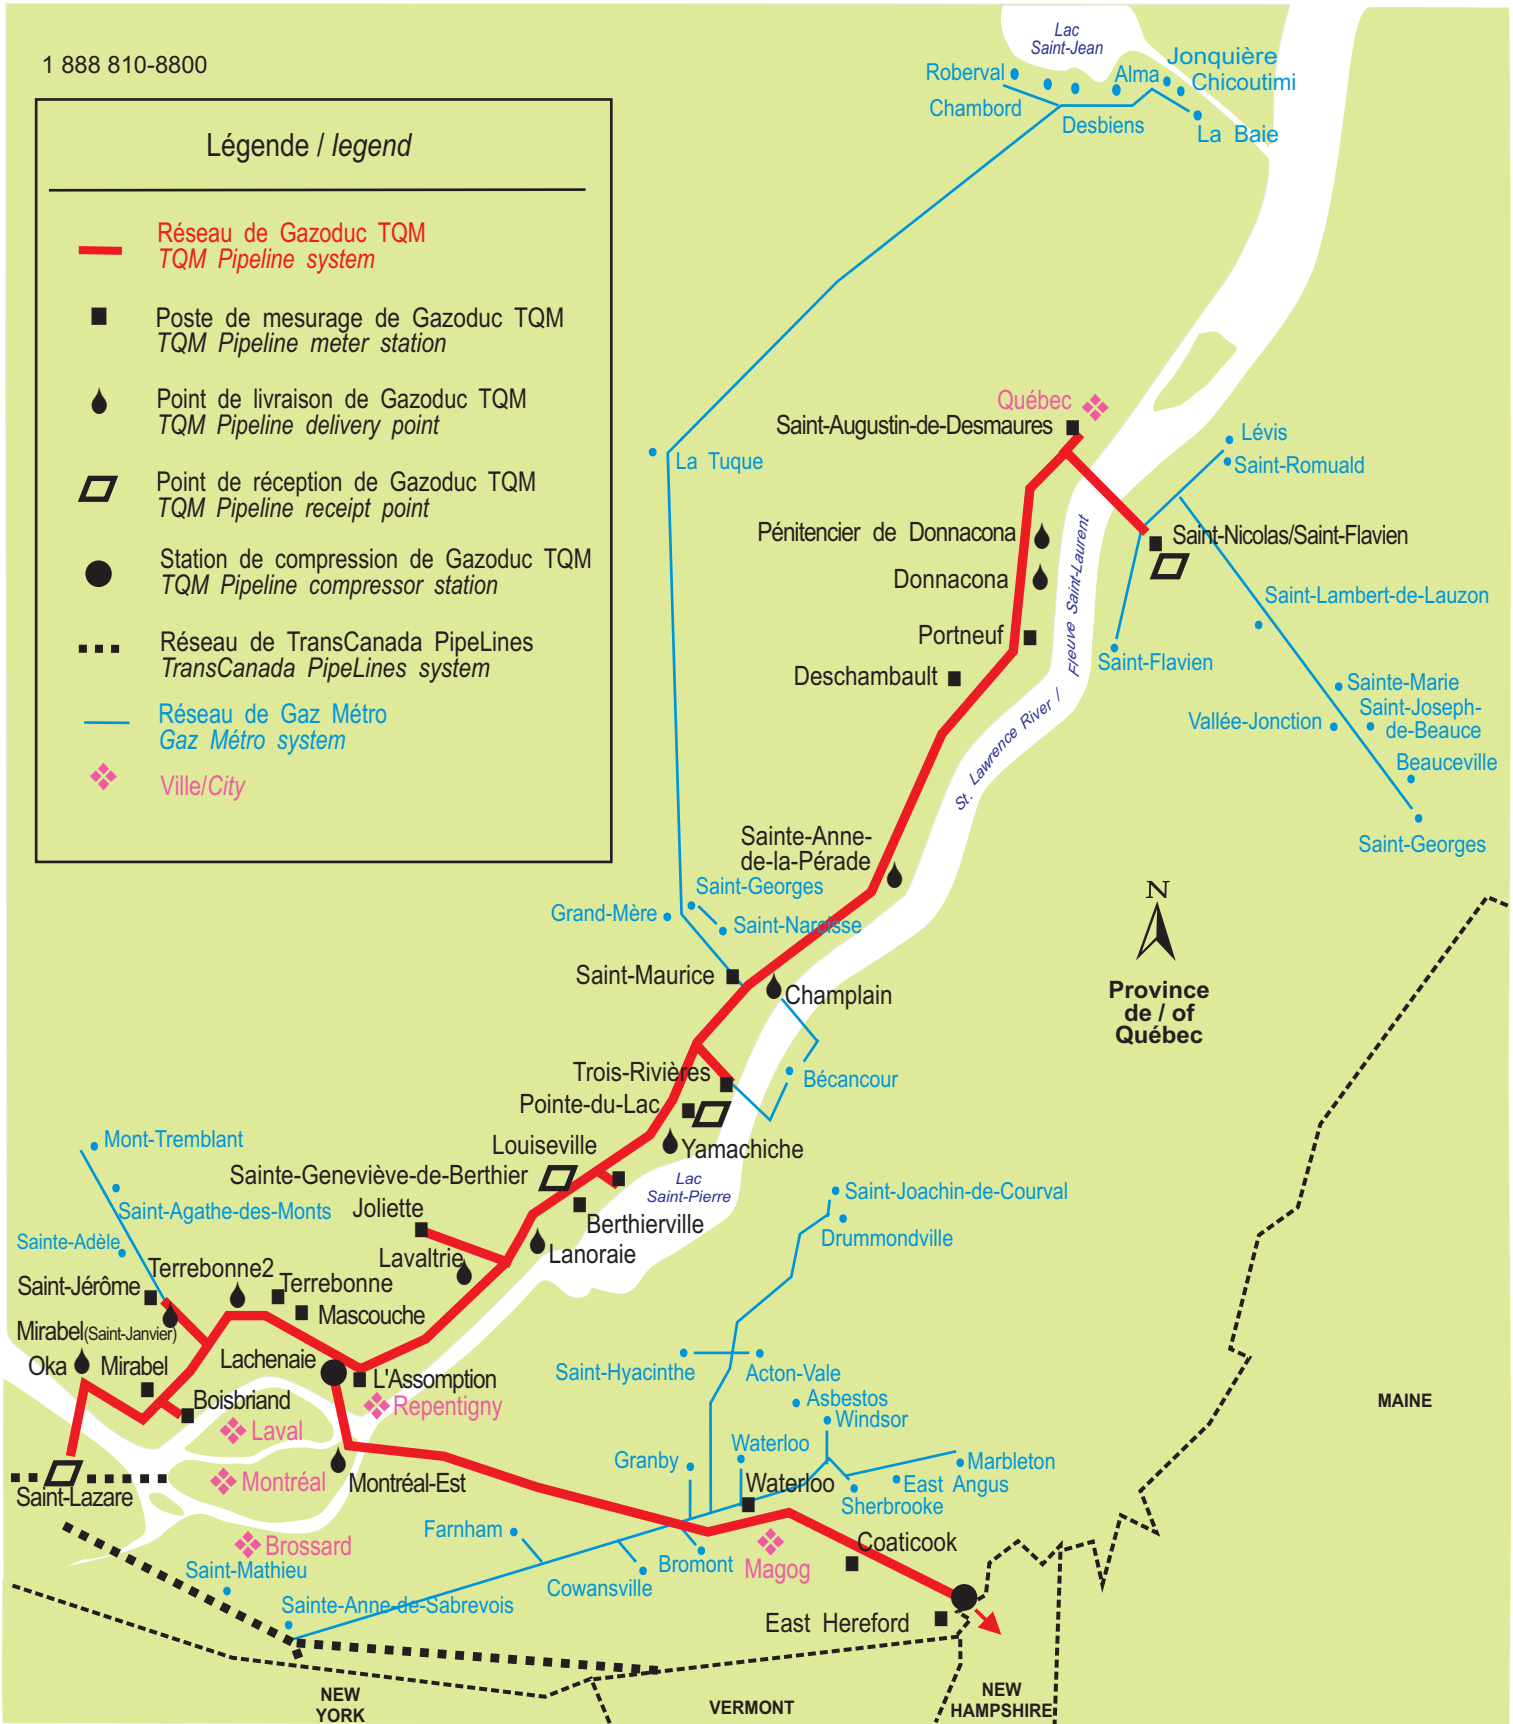 1 888 810-8800
Légende / legend
Réseau de Gazoduc TQM
TQM Pipeline system
Poste de mesurage de Gazoduc TQM
TQM Pipeline meter station
Point de livraison de Gazoduc TQM
TQM Pipeline delivery point
Point de réception de Gazoduc TQM
TQM Pipeline receipt point
Station de compression de Gazoduc TQM
TQM Pipeline compressor station
Réseau de TransCanada PipeLines
TransCanada PipeLines system
Réseau de Gaz Métro
Gaz Métro system
Ville/City
Lac
Saint-Jean
Roberval
Alma
Jonquière
Chicoutimi
Chambord
Desbiens
La Baie
Québec
Saint-Augustin-de-Desmaures
La Tuque
Lévis
Saint-Romuald
Pénitencier de Donnacona
Saint-Nicolas/Saint-Flavien
Donnacona
Saint-Lambert-de-Lauzon
Portneuf
Saint-Flavien
Deschambault
St. Lawrence River / Fleuve Saint-Laurent
Sainte-Marie
Vallée-Jonction
Saint-Joseph-
de-Beauce
Beauceville
Saint-Georges
Sainte-Anne-
de-la-Pérade
Saint-Georges
Grand-Mère
Saint-Narcisse
N
Province
de / of
Québec
Saint-Maurice
Champlain
Trois-Rivières
Bécancour
Pointe-du-Lac
Louiseville
Yamachiche
Mont-Tremblant
Sainte-Geneviève-de-Berthier
Lac
Saint-Pierre
Saint-Agathe-des-Monts
Joliette
Berthierville
Saint-Joachin-de-Courval
Drummondville
Sainte-Adèle
Lavaltrie
Lanoraie
Terrebonne2
Terrebonne
Saint-Jérôme
Mascouche
Mirabel(Saint-Janvier)
Oka
Mirabel
Lachenaie
L'Assomption
Boisbriand
Repentigny
Laval
Saint-Hyacinthe
Acton-Vale
Asbestos
Windsor
MAINE
Montréal
Montréal-Est
Granby
Waterloo
Waterloo
Marbleton
East Angus
Sherbrooke
Saint-Lazare
Farnham
Brossard
Bromont
Magog
Coaticook
Saint-Mathieu
Cowansville
Sainte-Anne-de-Sabrevois
East Hereford
NEW
YORK
VERMONT
NEW
HAMPSHIRE